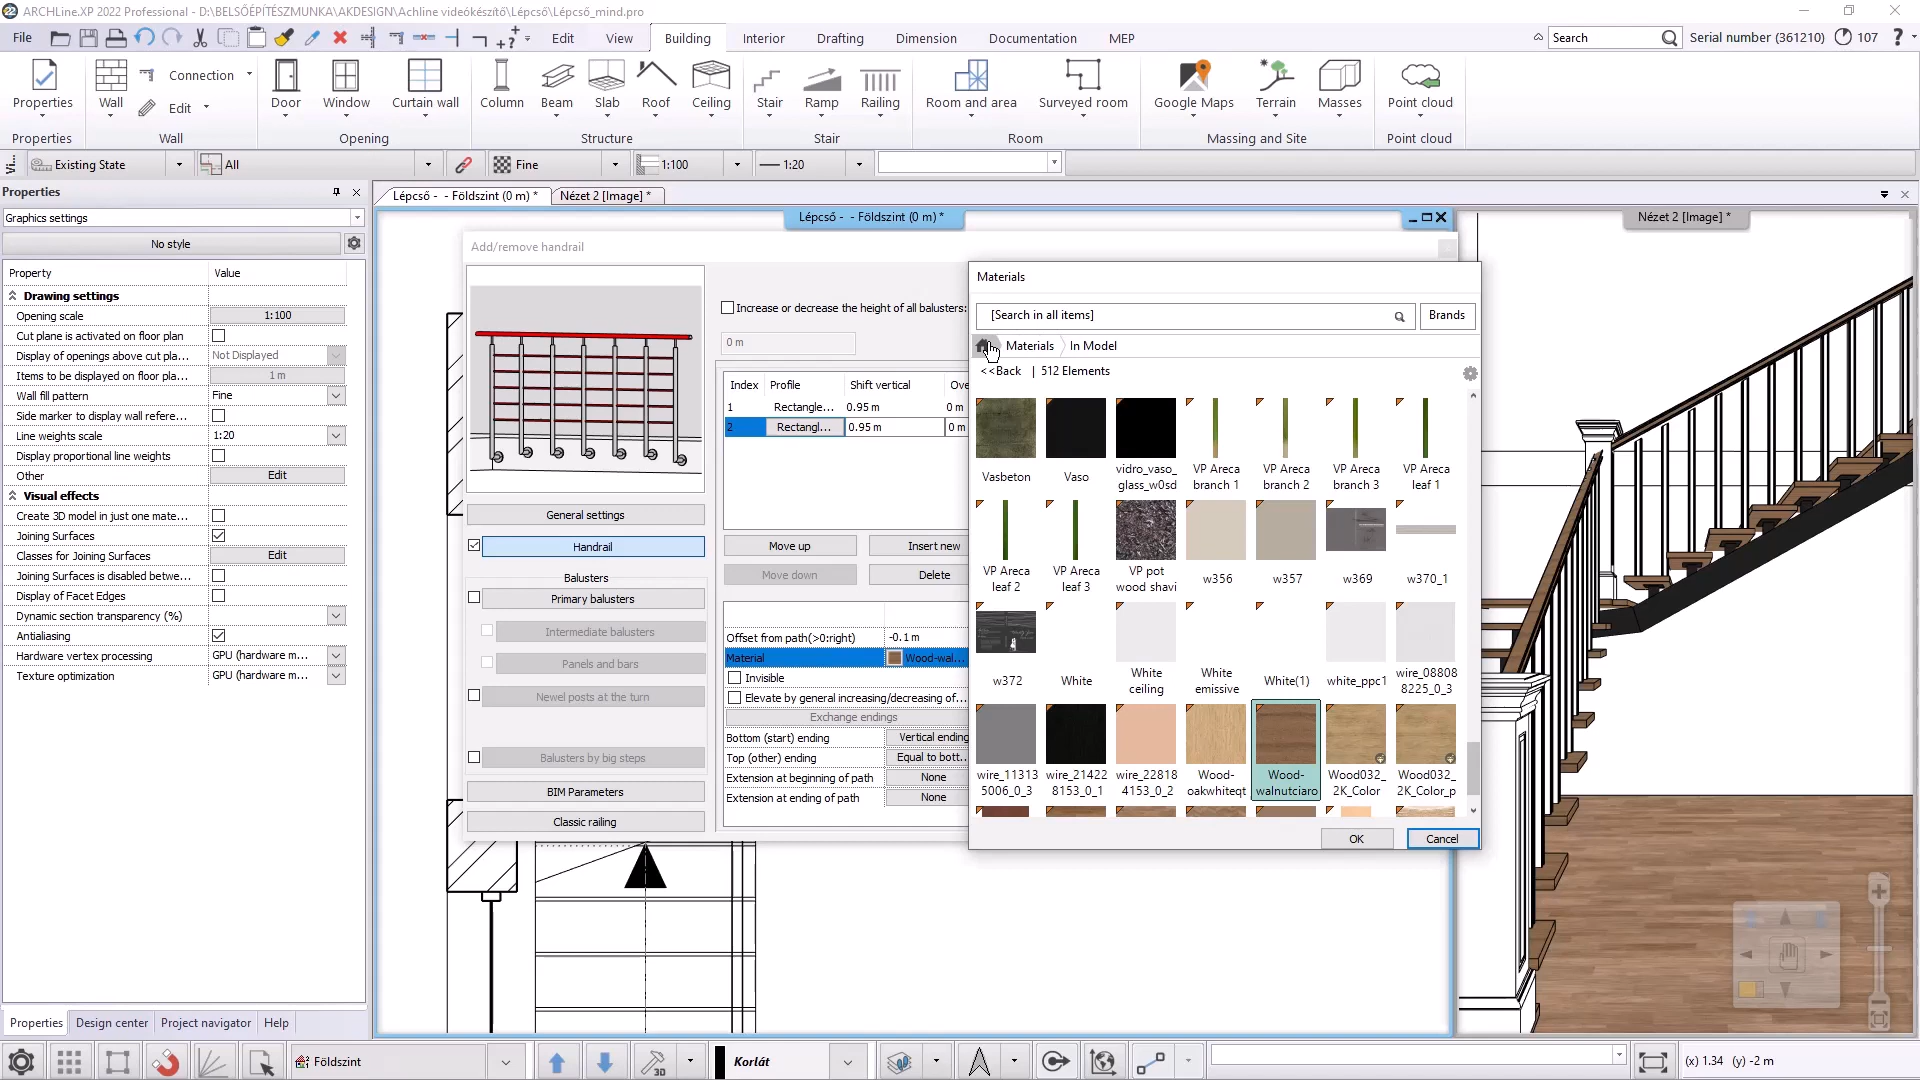 ARCHLine.XP 2022 Professional - D:\BELSŐÉPÍTÉSZMUNKA\AKDESIGN\Achline videókészítő\Lépcső\Lépcső_mind.pro
File Edit View Building Interior Drafting Dimension Documentation MEP Search Serial number (361210) 107 ?
Properties Wall Connection Edit Door Window Curtain wall Column Beam Slab Roof Ceiling Stair Ramp Railing Room and area Surveyed room Google Maps Terrain Masses Point cloud
Properties Wall Opening Structure Stair Room Massing and Site Point cloud
Existing State All Fine 1:100 1:20
Properties
Lépcső - - Földszint (0 m) * Nézet 2 [Image] *
Graphics settings
Lépcső - - Földszint (0 m) * Nézet 2 [Image] *
No style
Property Value
Drawing settings
Opening scale 1:100
Cut plane is activated on floor plan
Display of openings above cut pla... Not Displayed
Items to be displayed on floor pla... 1 m
Wall fill pattern Fine
Side marker to display wall refere...
Line weights scale 1:20
Display proportional line weights
Other Edit
Visual effects
Create 3D model in just one mate...
Joining Surfaces
Classes for Joining Surfaces Edit
Joining Surfaces is disabled betwe...
Display of Facet Edges
Dynamic section transparency (%)
Antialiasing
Hardware vertex processing GPU (hardware m...
Texture optimization GPU (hardware m...
Add/remove handrail
General settings
Handrail
Balusters
Primary balusters
Intermediate balusters
Panels and bars
Newel posts at the turn
Balusters by big steps
BIM Parameters
Classic railing
Increase or decrease the height of all balusters:
0 m
Index Profile Shift vertical Ove
1 Rectangle... 0.95 m 0 m
2 Rectangl... 0.95 m 0 m
Move up Insert new
Move down Delete
Offset from path(>0:right) -0.1 m
Material Wood-wal...
Invisible
Elevate by general increasing/decreasing of...
Exchange endings
Bottom (start) ending Vertical ending
Top (other) ending Equal to bott...
Extension at beginning of path None
Extension at ending of path None
Materials
[Search in all items] Brands
Materials In Model
<<Back | 512 Elements
Vasbeton Vaso vidro_vaso_ glass_w0sd VP Areca branch 1 VP Areca branch 2 VP Areca branch 3 VP Areca leaf 1
VP Areca leaf 2 VP Areca leaf 3 VP pot wood shavi w356 w357 w369 w370_1
w372 White White ceiling White emissive White(1) white_ppc1 wire_08808 8225_0_3
wire_11313 5006_0_3 wire_21422 8153_0_1 wire_22818 4153_0_2 Wood- oakwhiteqt Wood- walnutciaro Wood032_ 2K_Color Wood032_ 2K_Color_p
OK Cancel
Properties Design center Project navigator Help
Földszint 3D Korlát (x) 1.34 (y) -2 m